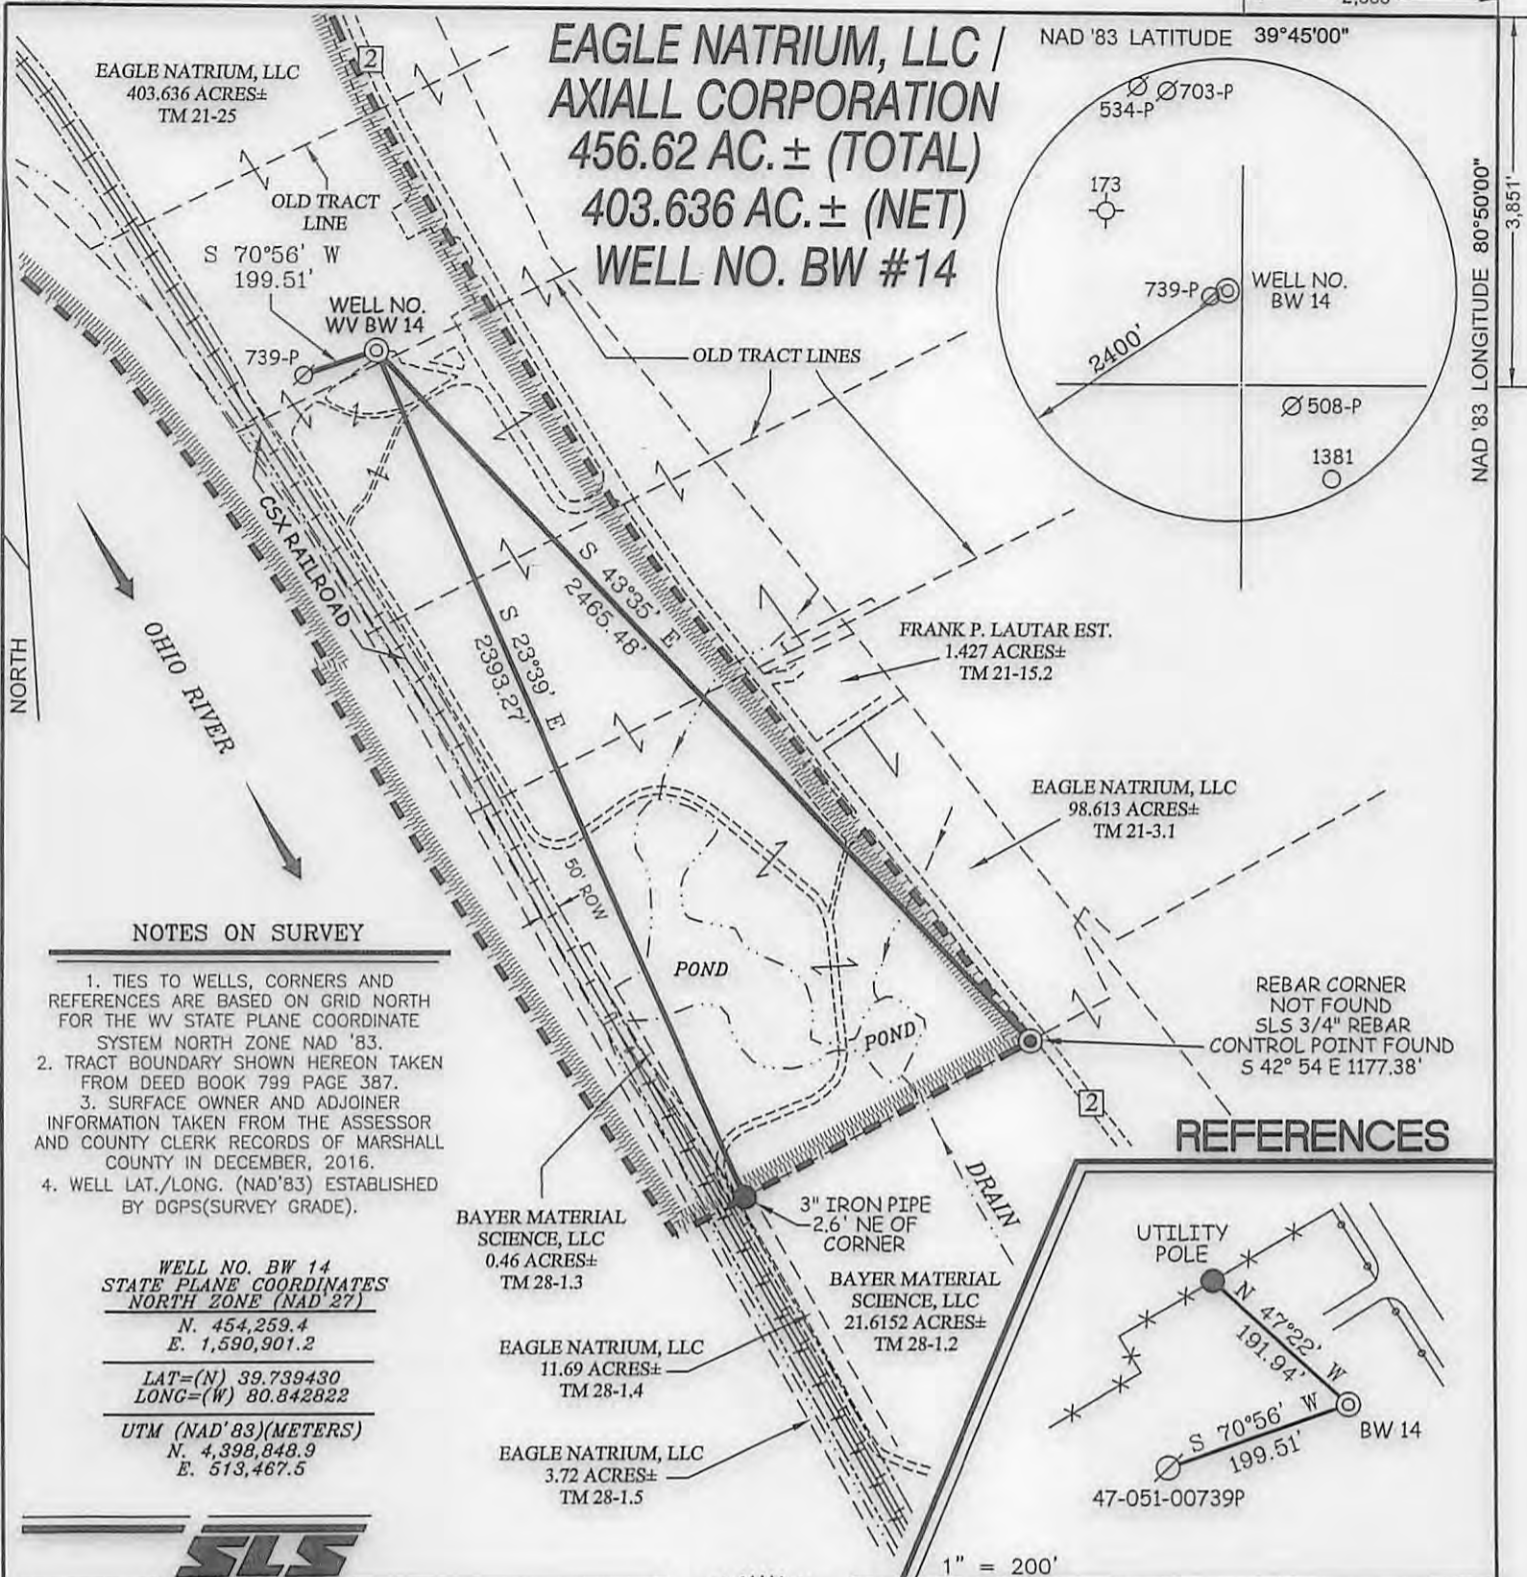 EAGLE NATRIUM, LLC /
AXIALL CORPORATION
456.62 AC. ± (TOTAL)
403.636 AC. ± (NET)
WELL NO. BW #14
NAD '83 LATITUDE 39°45'00"
NAD '83 LONGITUDE 80°50'00"
3,851'
534-P
703-P
173
739-P
WELL NO.
BW 14
2400'
508-P
1381
EAGLE NATRIUM, LLC
403.636 ACRES±
TM 21-25
2
OLD TRACT
LINE
S 70°56' W
199.51'
WELL NO.
WV BW 14
739-P
OLD TRACT LINES
CSX RAILROAD
S 43°35' E
2465.48'
S 23°39' E
2393.27'
NORTH
OHIO RIVER
FRANK P. LAUTAR EST.
1.427 ACRES±
TM 21-15.2
EAGLE NATRIUM, LLC
98.613 ACRES±
TM 21-3.1
50' ROW
POND
POND
REBAR CORNER
NOT FOUND
SLS 3/4" REBAR
CONTROL POINT FOUND
S 42° 54 E 1177.38'
2
DRAIN
3" IRON PIPE
2.6' NE OF
CORNER
NOTES ON SURVEY
1. TIES TO WELLS, CORNERS AND
REFERENCES ARE BASED ON GRID NORTH
FOR THE WV STATE PLANE COORDINATE
SYSTEM NORTH ZONE NAD '83.
2. TRACT BOUNDARY SHOWN HEREON TAKEN
FROM DEED BOOK 799 PAGE 387.
3. SURFACE OWNER AND ADJOINER
INFORMATION TAKEN FROM THE ASSESSOR
AND COUNTY CLERK RECORDS OF MARSHALL
COUNTY IN DECEMBER, 2016.
4. WELL LAT./LONG. (NAD'83) ESTABLISHED
BY DGPS(SURVEY GRADE).
WELL NO. BW 14
STATE PLANE COORDINATES
NORTH ZONE (NAD'27)
N. 454,259.4
E. 1,590,901.2
LAT=(N) 39.739430
LONG=(W) 80.842822
UTM (NAD'83)(METERS)
N. 4,398,848.9
E. 513,467.5
BAYER MATERIAL
SCIENCE, LLC
0.46 ACRES±
TM 28-1.3
BAYER MATERIAL
SCIENCE, LLC
21.6152 ACRES±
TM 28-1.2
EAGLE NATRIUM, LLC
11.69 ACRES±
TM 28-1.4
EAGLE NATRIUM, LLC
3.72 ACRES±
TM 28-1.5
REFERENCES
UTILITY
POLE
N 47°22' W
191.94'
BW 14
S 70°56' W
199.51'
47-051-00739P
1" = 200'
SLS